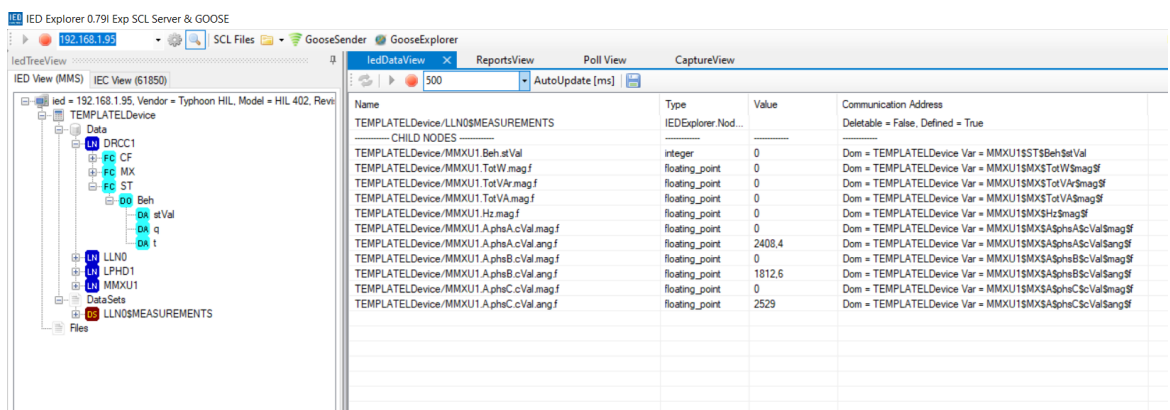 IED Explorer 0.79l Exp SCL Server & GOOSE
192.168.1.95 SCL Files GooseSender GooseExplorer
IedTreeView
IED View (MMS) IEC View (61850)
ied = 192.168.1.95, Vendor = Typhoon HIL, Model = HIL 402, Revi
TEMPLATELDevice
Data
LN DRCC1
FC CF
FC MX
FC ST
DO Beh
DA stVal
DA q
DA t
LN LLN0
LN LPHD1
LN MMXU1
DataSets
DS LLN0$MEASUREMENTS
Files
IedDataView ReportsView Poll View CaptureView
500 AutoUpdate [ms]
Name Type Value Communication Address
TEMPLATELDevice/LLN0$MEASUREMENTS IEDExplorer.Nod... Deletable = False, Defined = True
------------- CHILD NODES ------------- ------------- ------------- -------------
TEMPLATELDevice/MMXU1.Beh.stVal integer 0 Dom = TEMPLATELDevice Var = MMXU1$ST$Beh$stVal
TEMPLATELDevice/MMXU1.TotW.mag.f floating_point 0 Dom = TEMPLATELDevice Var = MMXU1$MX$TotW$mag$f
TEMPLATELDevice/MMXU1.TotVAr.mag.f floating_point 0 Dom = TEMPLATELDevice Var = MMXU1$MX$TotVAr$mag$f
TEMPLATELDevice/MMXU1.TotVA.mag.f floating_point 0 Dom = TEMPLATELDevice Var = MMXU1$MX$TotVA$mag$f
TEMPLATELDevice/MMXU1.Hz.mag.f floating_point 0 Dom = TEMPLATELDevice Var = MMXU1$MX$Hz$mag$f
TEMPLATELDevice/MMXU1.A.phsA.cVal.mag.f floating_point 0 Dom = TEMPLATELDevice Var = MMXU1$MX$A$phsA$cVal$mag$f
TEMPLATELDevice/MMXU1.A.phsA.cVal.ang.f floating_point 2408,4 Dom = TEMPLATELDevice Var = MMXU1$MX$A$phsA$cVal$ang$f
TEMPLATELDevice/MMXU1.A.phsB.cVal.mag.f floating_point 0 Dom = TEMPLATELDevice Var = MMXU1$MX$A$phsB$cVal$mag$f
TEMPLATELDevice/MMXU1.A.phsB.cVal.ang.f floating_point 1812,6 Dom = TEMPLATELDevice Var = MMXU1$MX$A$phsB$cVal$ang$f
TEMPLATELDevice/MMXU1.A.phsC.cVal.mag.f floating_point 0 Dom = TEMPLATELDevice Var = MMXU1$MX$A$phsC$cVal$mag$f
TEMPLATELDevice/MMXU1.A.phsC.cVal.ang.f floating_point 2529 Dom = TEMPLATELDevice Var = MMXU1$MX$A$phsC$cVal$ang$f